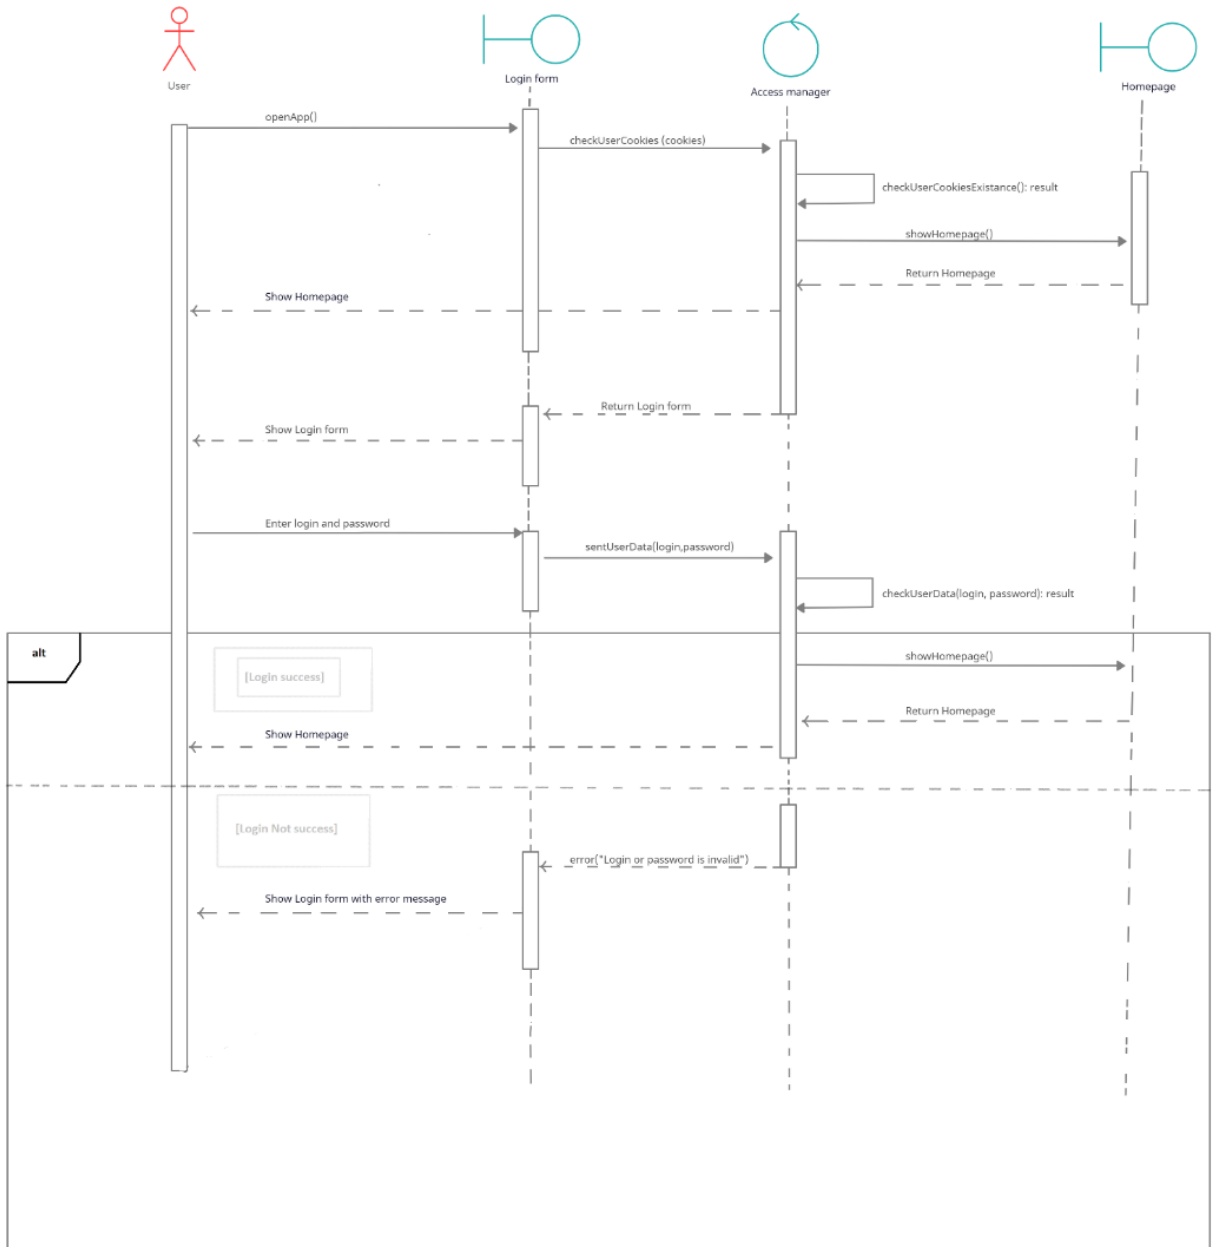 User
Login form
Access manager
Homepage
openApp()
checkUserCookies (cookies)
checkUserCookiesExistance(): result
showHomepage()
Return Homepage
Show Homepage
Return Login form
Show Login form
Enter login and password
sentUserData(login,password)
checkUserData(login, password): result
alt
showHomepage()
[Login success]
Return Homepage
Show Homepage
[Login Not success]
error("Login or password is invalid")
Show Login form with error message